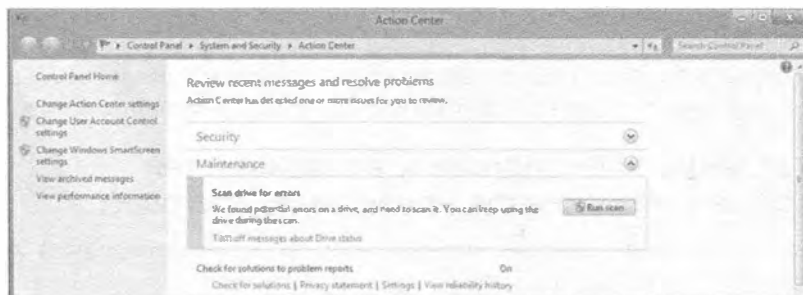 Action Center
Control Panel ▸ System and Security ▸ Action Center
Search Control Panel
Control Panel Home
Change Action Center settings
Change User Account Control
settings
Change Windows SmartScreen
settings
View archived messages
View performance information
Review recent messages and resolve problems
Action Center has detected one or more issues for you to review.
Security
Maintenance
Scan drive for errors
We found potential errors on a drive, and need to scan it. You can keep using the
drive during the scan.
Run scan
Turn off messages about Drive status
Check for solutions to problem reports On
Check for solutions | Privacy statement | Settings | View reliability history